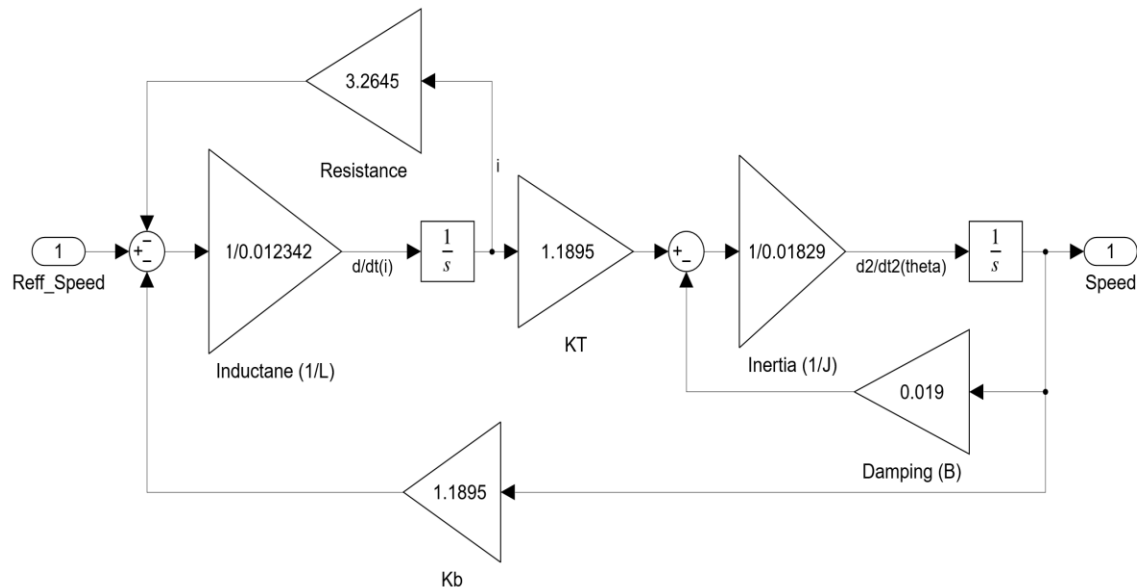 3.2645
Resistance
i
1
Reff_Speed
+
−
−
1/0.012342
Inductane (1/L)
d/dt(i)
1
s
1.1895
KT
+
−
1/0.01829
Inertia (1/J)
d2/dt2(theta)
1
s
1
Speed
0.019
Damping (B)
1.1895
Kb